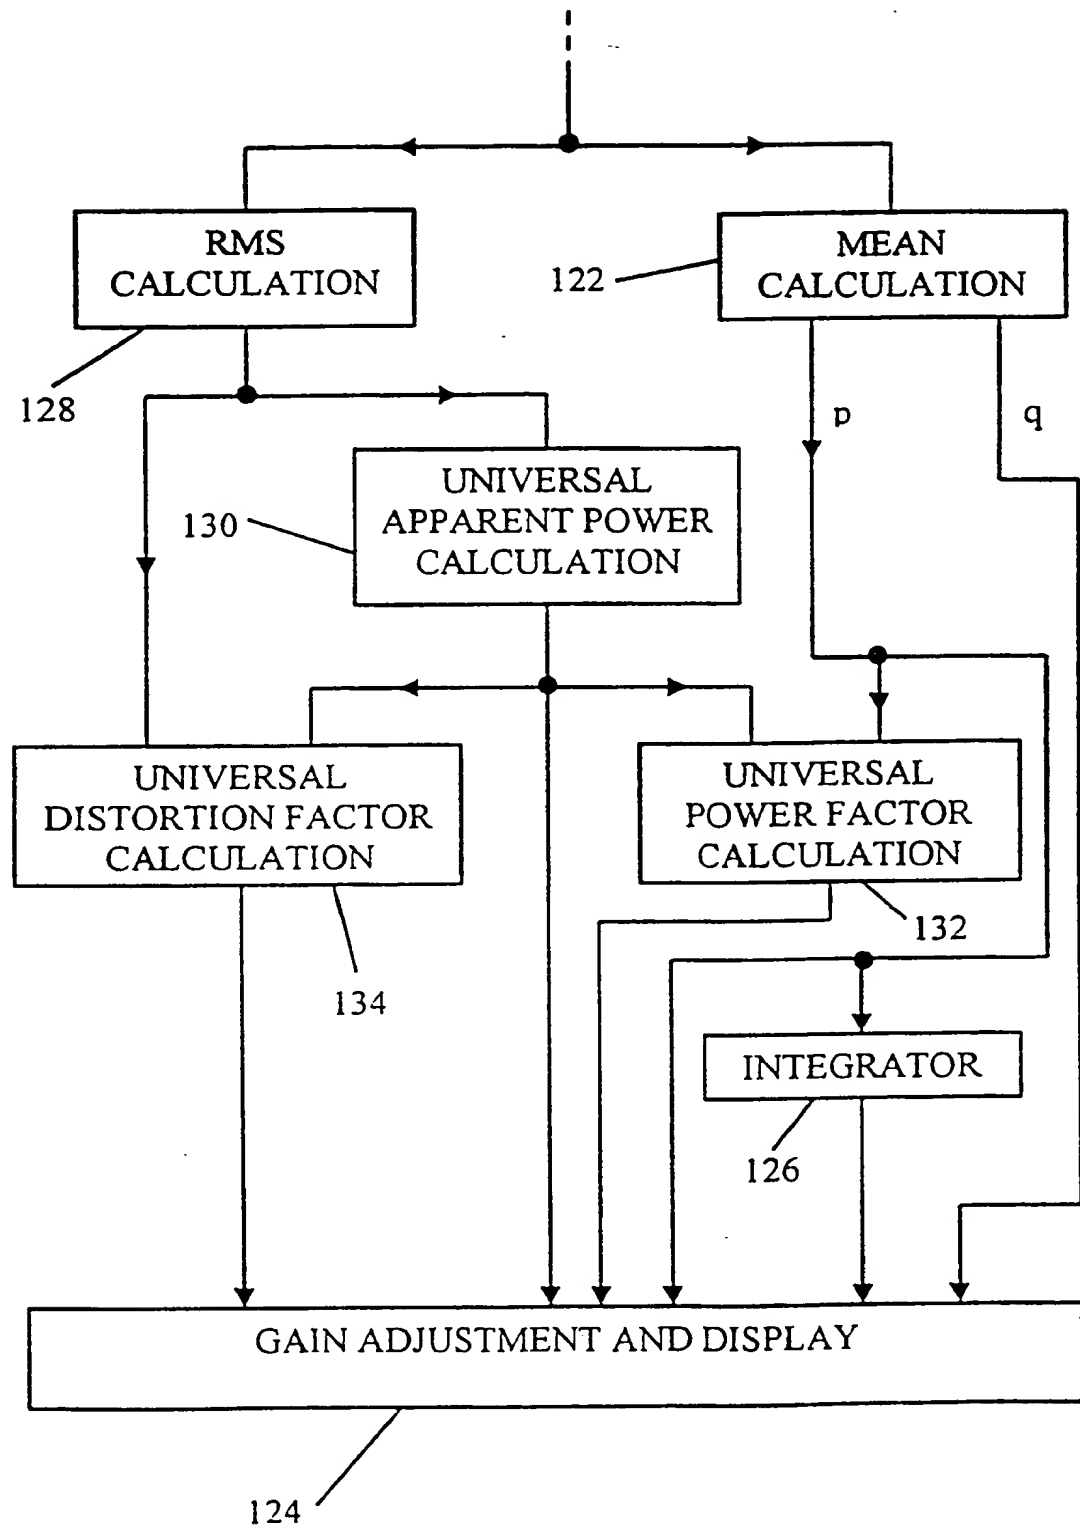 RMS
CALCULATION
MEAN
CALCULATION
122
128
p
q
UNIVERSAL
APPARENT POWER
CALCULATION
130
UNIVERSAL
DISTORTION FACTOR
CALCULATION
UNIVERSAL
POWER FACTOR
CALCULATION
132
134
INTEGRATOR
126
GAIN ADJUSTMENT AND DISPLAY
124